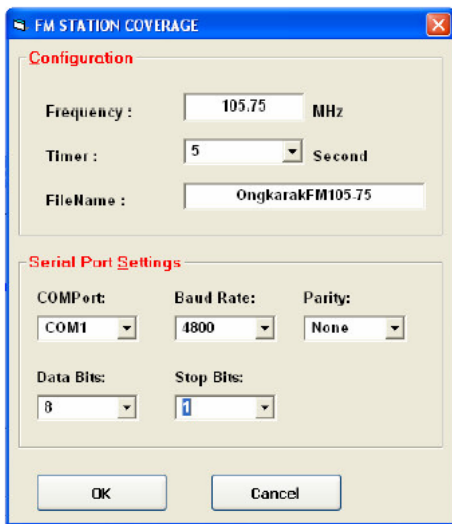 FM STATION COVERAGE
Configuration
Frequency : 105.75 MHz
Timer : 5 Second
FileName : OngkarakFM105-75
Serial Port Settings
COMPort: Baud Rate: Parity:
COM1 4800 None
Data Bits: Stop Bits:
8 1
OK Cancel